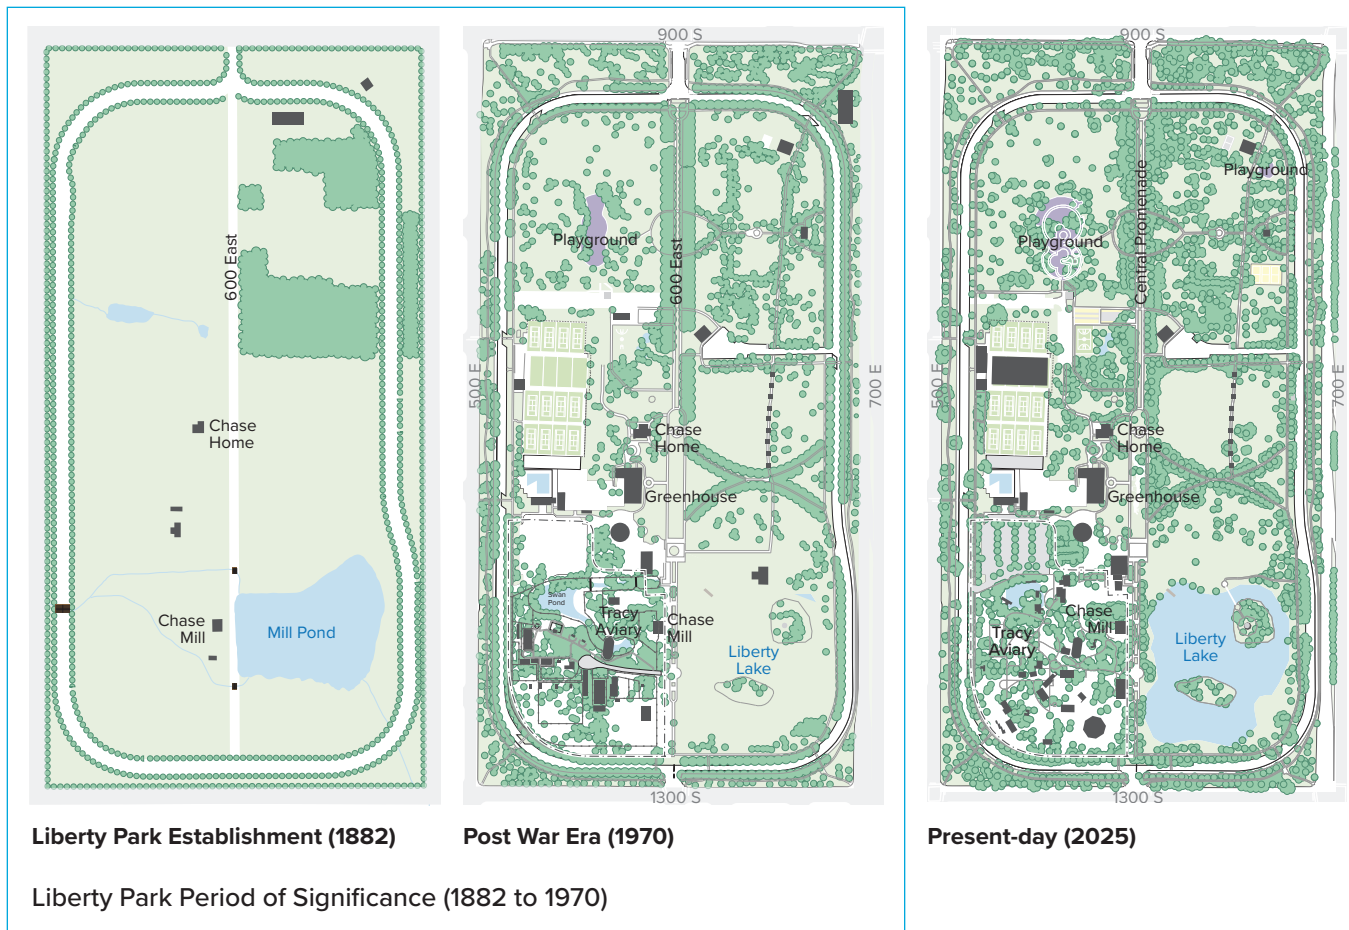 600 East
Chase
Home
Chase
Mill
Mill Pond
Liberty Park Establishment (1882)
900 S
Playground
600 East
500 E
700 E
Chase
Home
Greenhouse
Swan
Pond
Tracy
Aviary
Chase
Mill
Liberty
Lake
1300 S
Post War Era (1970)
Liberty Park Period of Significance (1882 to 1970)
900 S
Playground
Central Promenade
Playground
500 E
700 E
Chase
Home
Greenhouse
Chase
Mill
Tracy
Aviary
Liberty
Lake
1300 S
Present-day (2025)